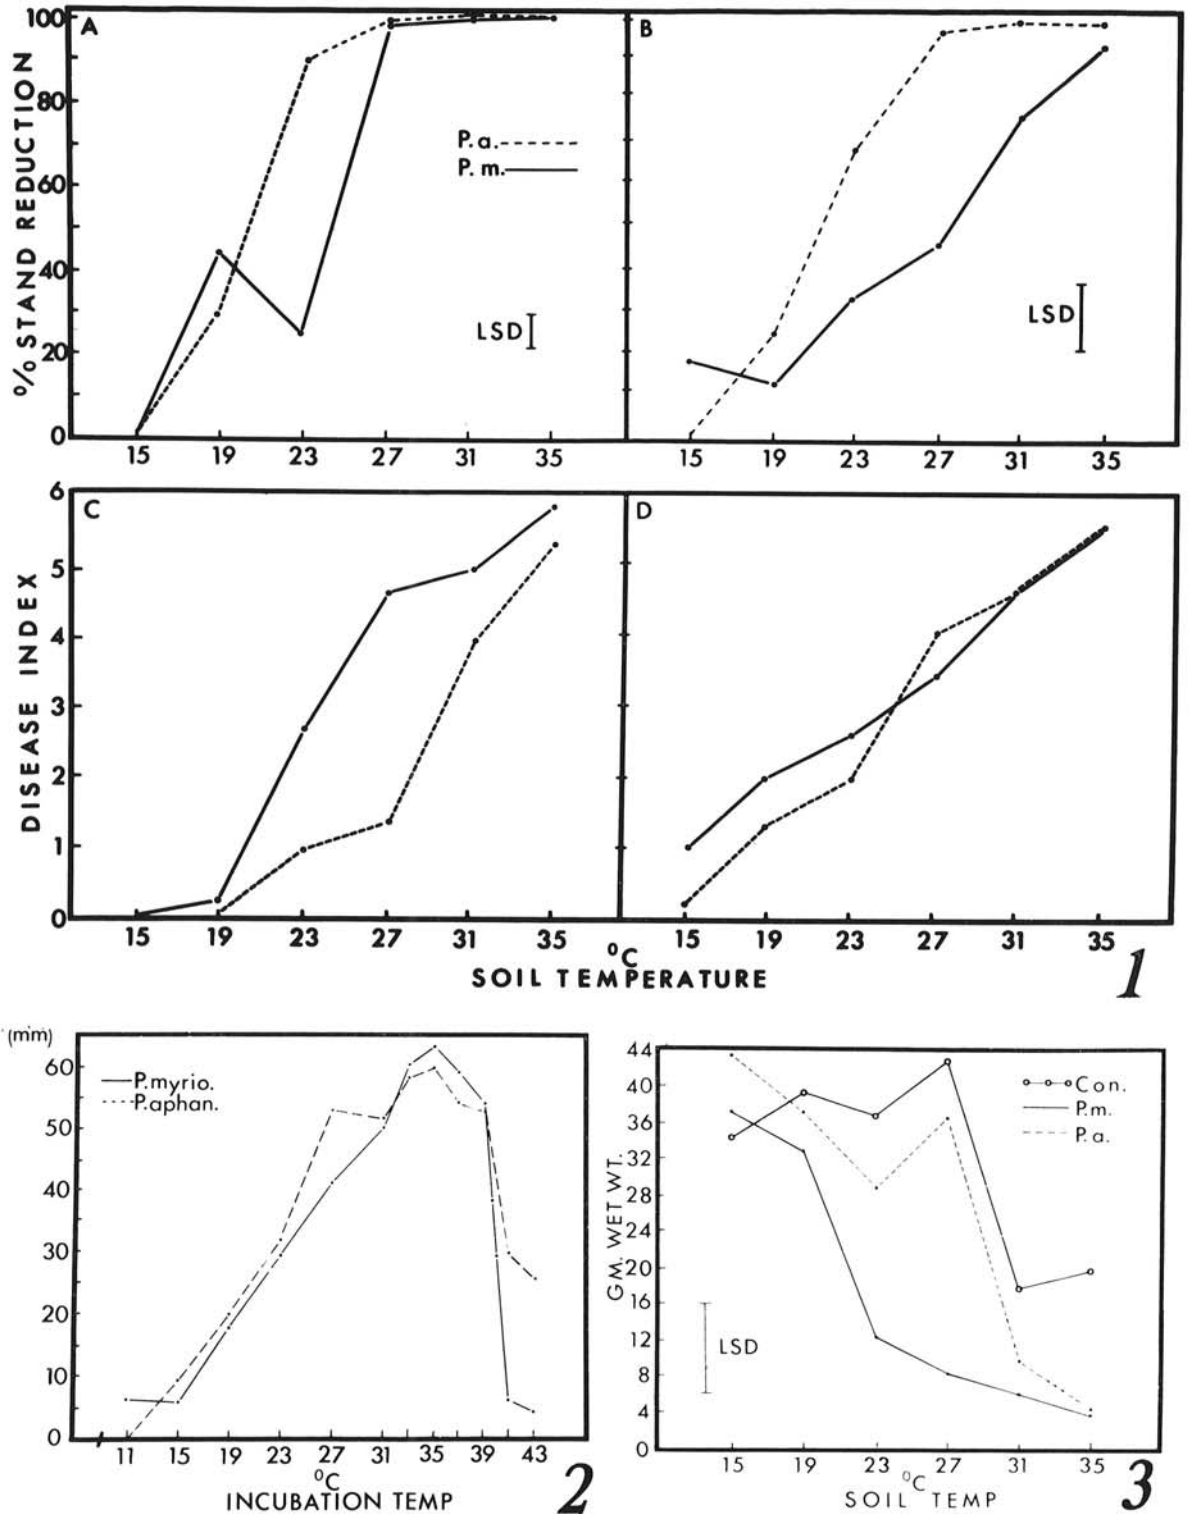 A
B
100
80
60
40
20
0
% STAND REDUCTION
P. a.
P. m.
LSD
LSD
15 19 23 27 31 35
15 19 23 27 31 35
C
D
6
5
4
3
2
1
0
DISEASE INDEX
15 19 23 27 31 35
15 19 23 27 31 35
°C
SOIL TEMPERATURE
1
(mm)
60
50
40
30
20
10
0
P.myrio.
P.aphan.
11 15 19 23 27 31 35 39 43
°C
INCUBATION TEMP
2
44
40
36
32
28
24
20
16
12
8
4
0
GM. WET WT.
Con.
P.m.
P.a.
LSD
15 19 23 27 31 35
°C
SOIL TEMP
3